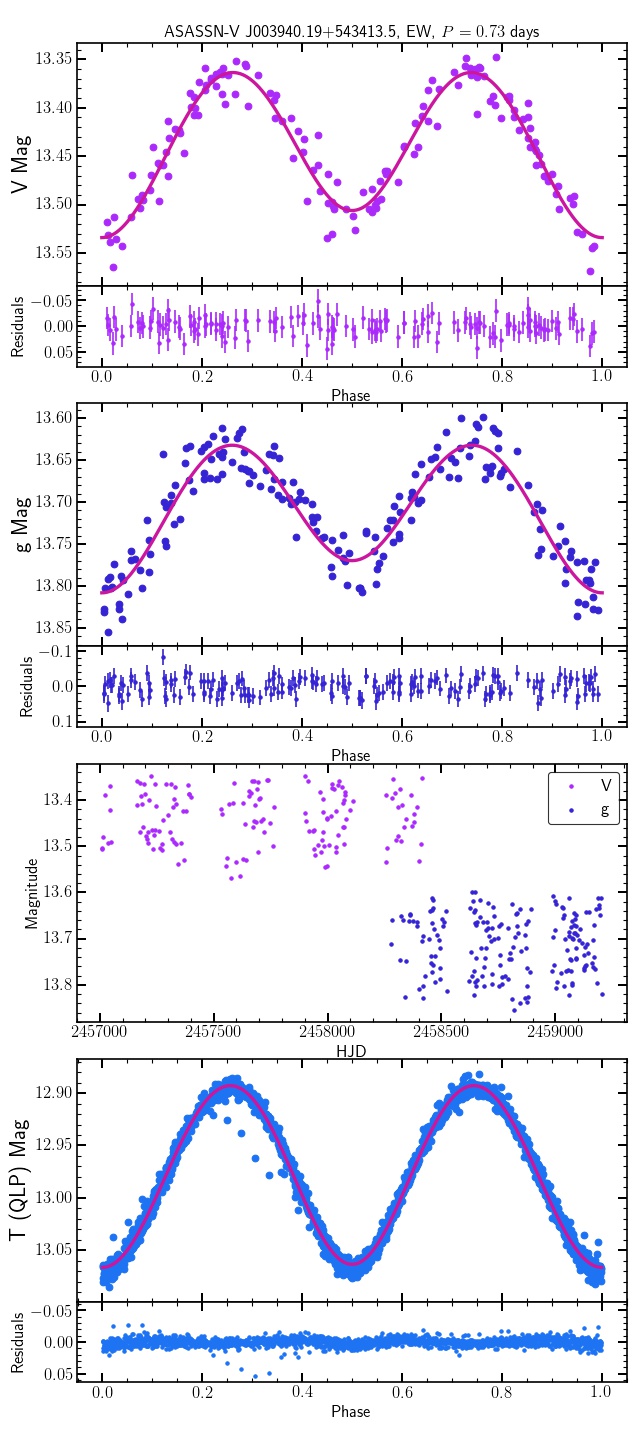 ASASSN-V J003940.19+543413.5, EW, P = 0.73 days
13.35
13.40
13.45
13.50
13.55
V Mag
−0.05
0.00
0.05
Residuals
0.0 0.2 0.4 0.6 0.8 1.0
Phase
13.60
13.65
13.70
13.75
13.80
13.85
g Mag
−0.1
0.0
0.1
Residuals
0.0 0.2 0.4 0.6 0.8 1.0
Phase
V
g
13.4
13.5
13.6
13.7
13.8
Magnitude
2457000 2457500 2458000 2458500 2459000
HJD
12.90
12.95
13.00
13.05
T (QLP) Mag
−0.05
0.00
0.05
Residuals
0.0 0.2 0.4 0.6 0.8 1.0
Phase